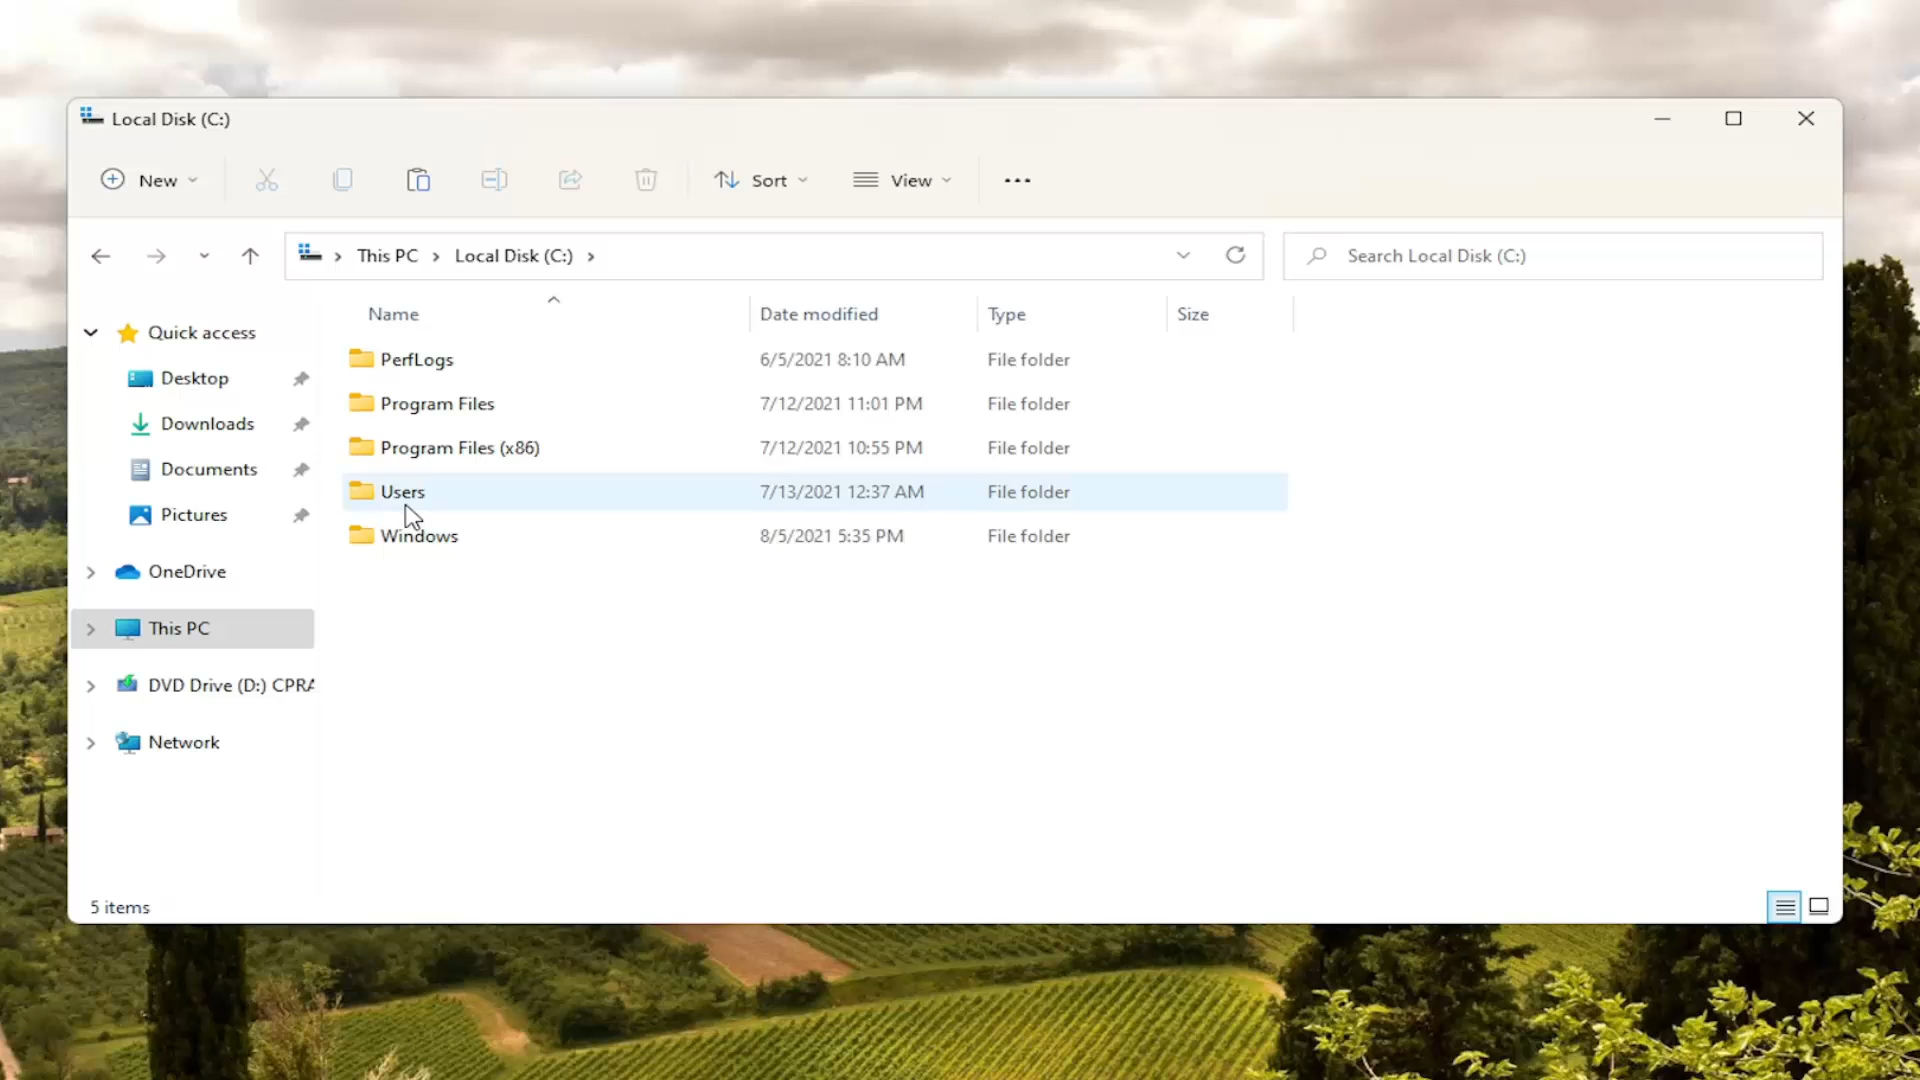 Local Disk (C:)
New
Sort
View
This PC
Local Disk (C:)
Search Local Disk (C:)
Name
Date modified
Type
Size
Quick access
Desktop
Downloads
Documents
Pictures
OneDrive
This PC
DVD Drive (D:) CPRA
Network
PerfLogs 6/5/2021 8:10 AM File folder
Program Files 7/12/2021 11:01 PM File folder
Program Files (x86) 7/12/2021 10:55 PM File folder
Users 7/13/2021 12:37 AM File folder
Windows 8/5/2021 5:35 PM File folder
5 items